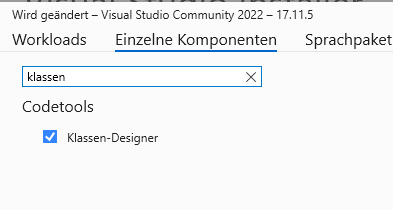 Wird geändert – Visual Studio Community 2022 – 17.11.5
Workloads Einzelne Komponenten Sprachpaket
klassen
Codetools
Klassen-Designer